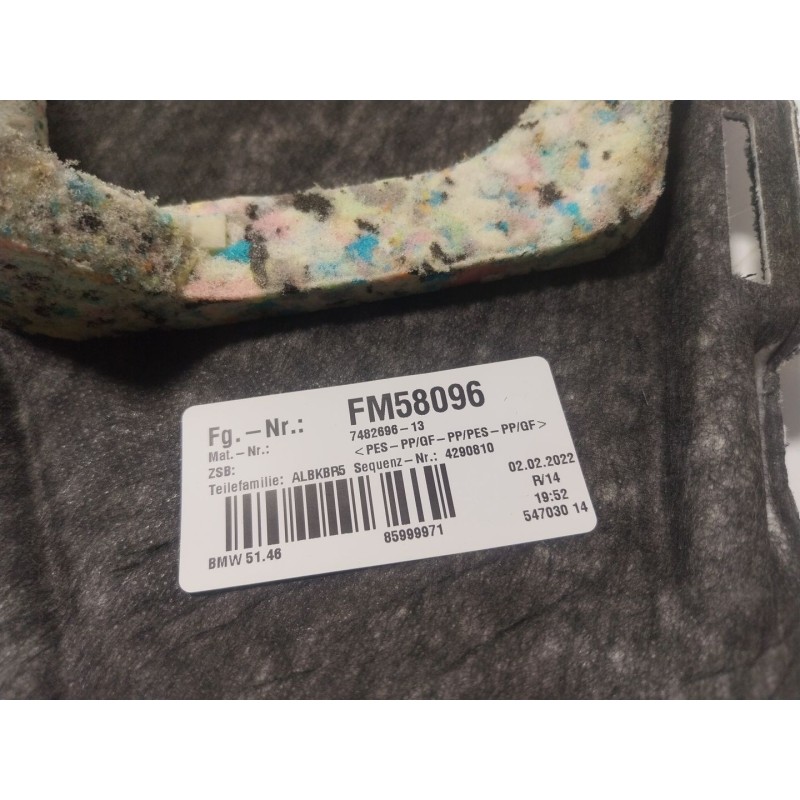 Fg.–Nr.: FM58096
Mat.–Nr.: 7482696–13
ZSB: <PES–PP/GF–PP/PES–PP/GF>
Teilefamilie: ALBKBR5 Sequenz–Nr.: 4290810
02.02.2022
R/14
19:52
547030 14
85999971
BMW 51.46